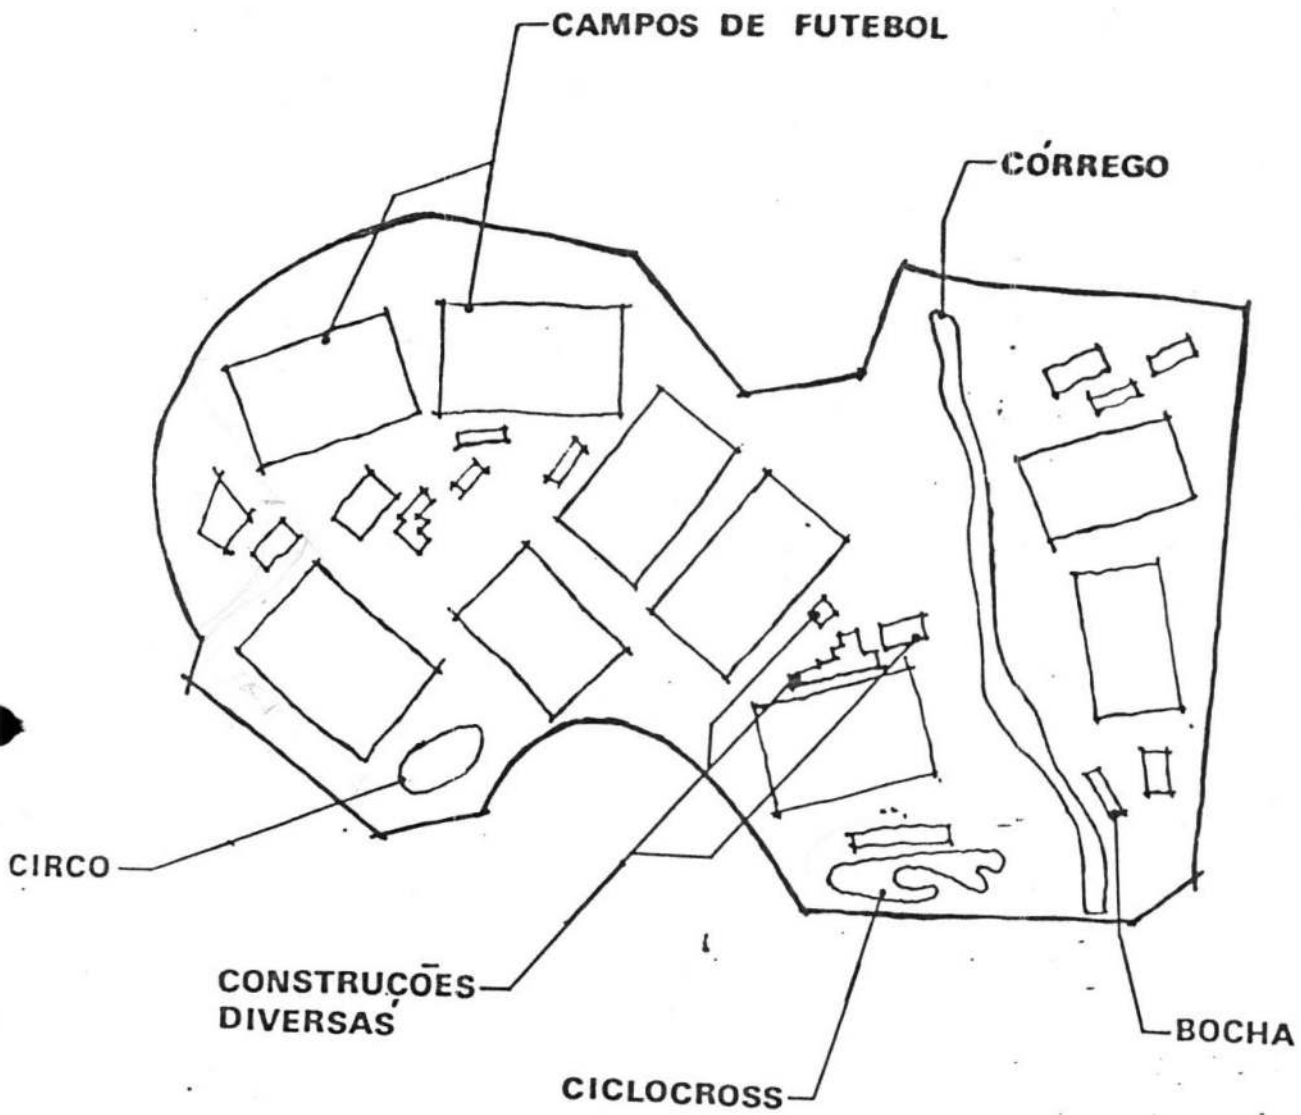 CAMPOS DE FUTEBOL
CÓRREGO
CIRCO
CONSTRUÇÕES
DIVERSAS
BOCHA
CICLOCROSS